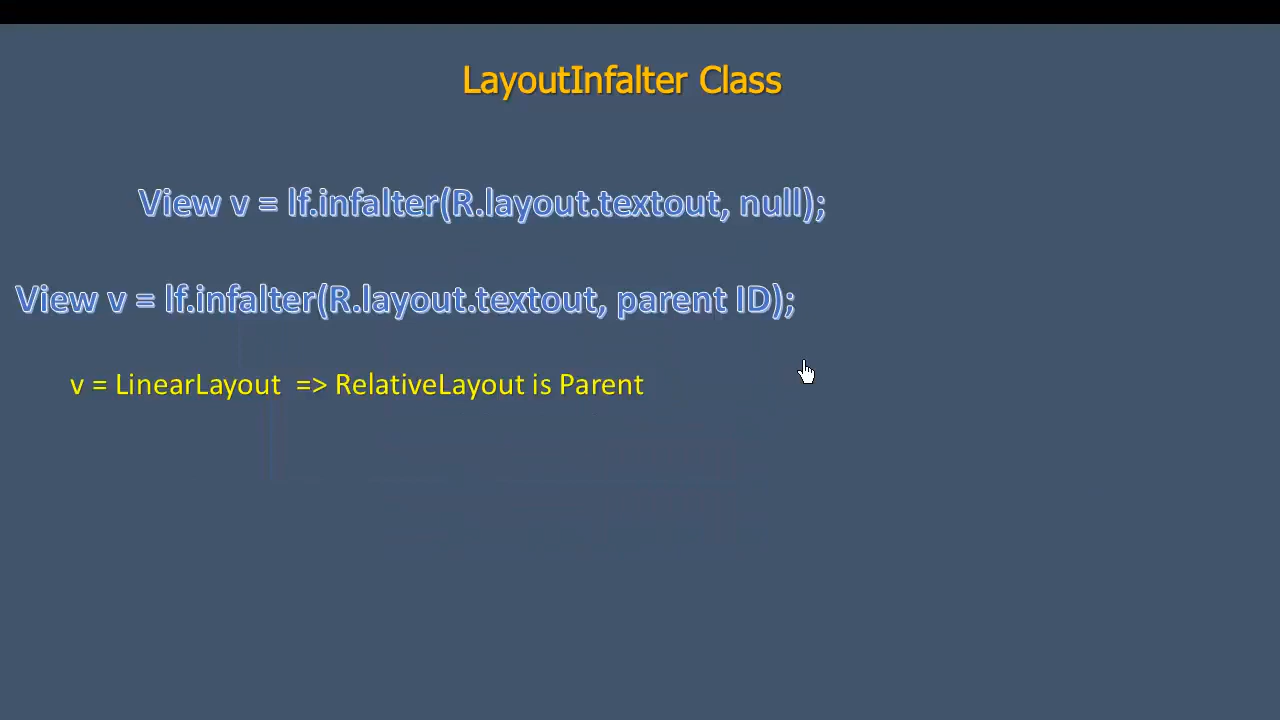 LayoutInfalter Class
View v = lf.infalter(R.layout.textout, null);
View v = lf.infalter(R.layout.textout, parent ID);
v = LinearLayout => RelativeLayout is Parent